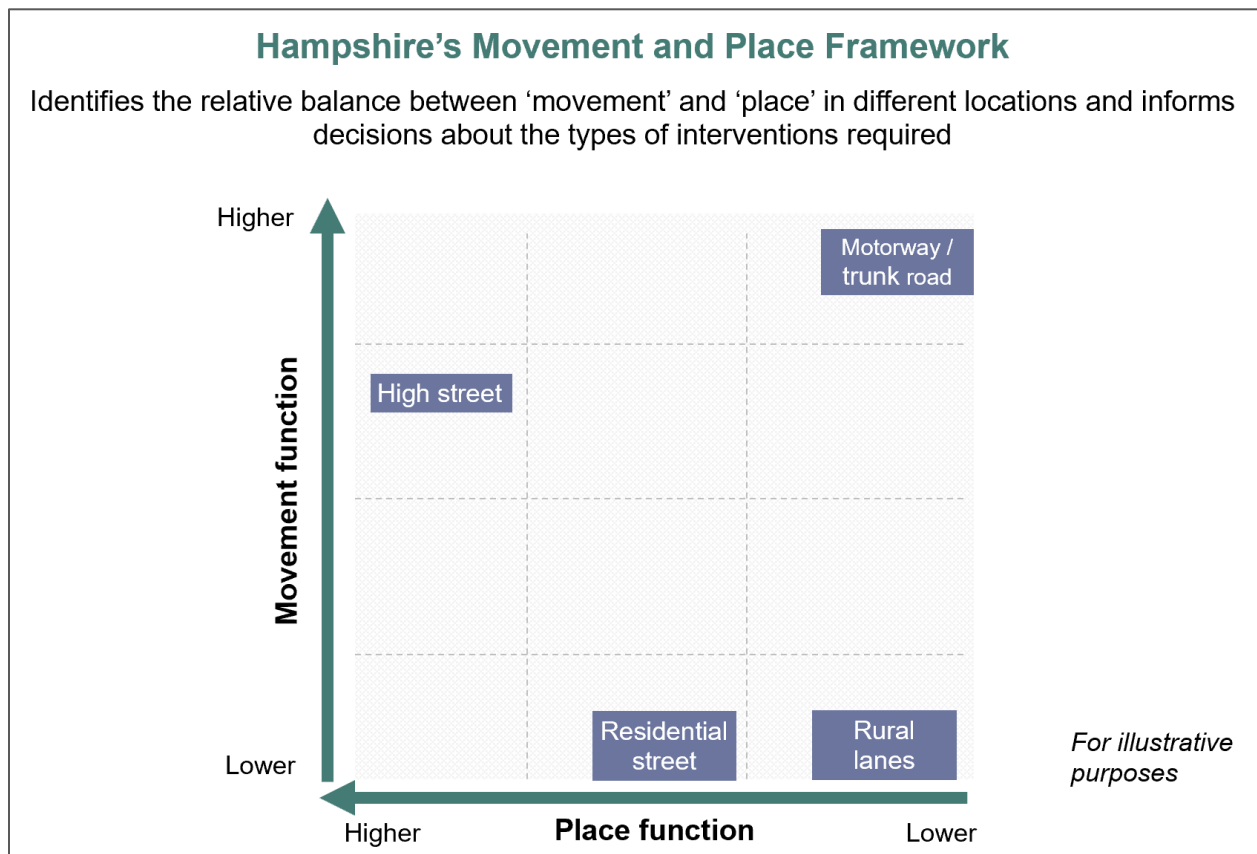 Hampshire’s Movement and Place Framework
Identifies the relative balance between ‘movement’ and ‘place’ in different locations and informs
decisions about the types of interventions required
Higher
Motorway /
trunk road
High street
Movement function
Residential
street
Rural
lanes
For illustrative
purposes
Lower
Higher
Place function
Lower